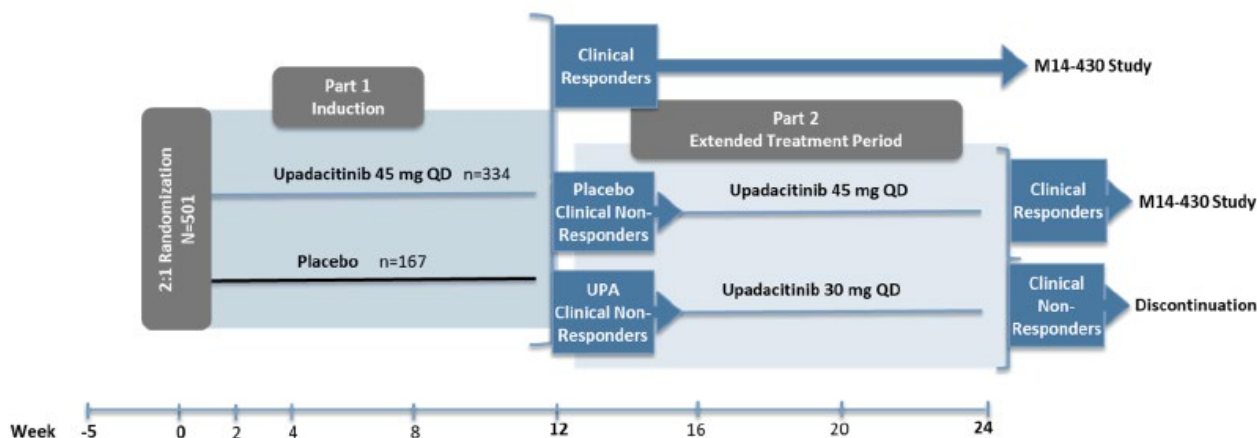 Clinical
Responders
M14-430 Study
Part 1
Induction
Part 2
Extended Treatment Period
2:1 Randomization
N=501
Upadacitinib 45 mg QD n=334
Placebo n=167
Placebo
Clinical Non-
Responders
Upadacitinib 45 mg QD
UPA
Clinical Non-
Responders
Upadacitinib 30 mg QD
Clinical
Responders
M14-430 Study
Clinical
Non-
Responders
Discontinuation
Week -5 0 2 4 8 12 16 20 24